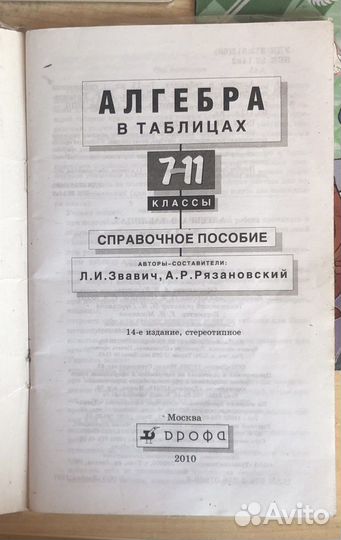 АЛГЕБРА
В ТАБЛИЦАХ
7-11
КЛАССЫ
СПРАВОЧНОЕ ПОСОБИЕ
АВТОРЫ-СОСТАВИТЕЛИ:
Л.И.Звавич, А.Р.Рязановский
14-е издание, стереотипное
Москва
дрофа
2010
Avito